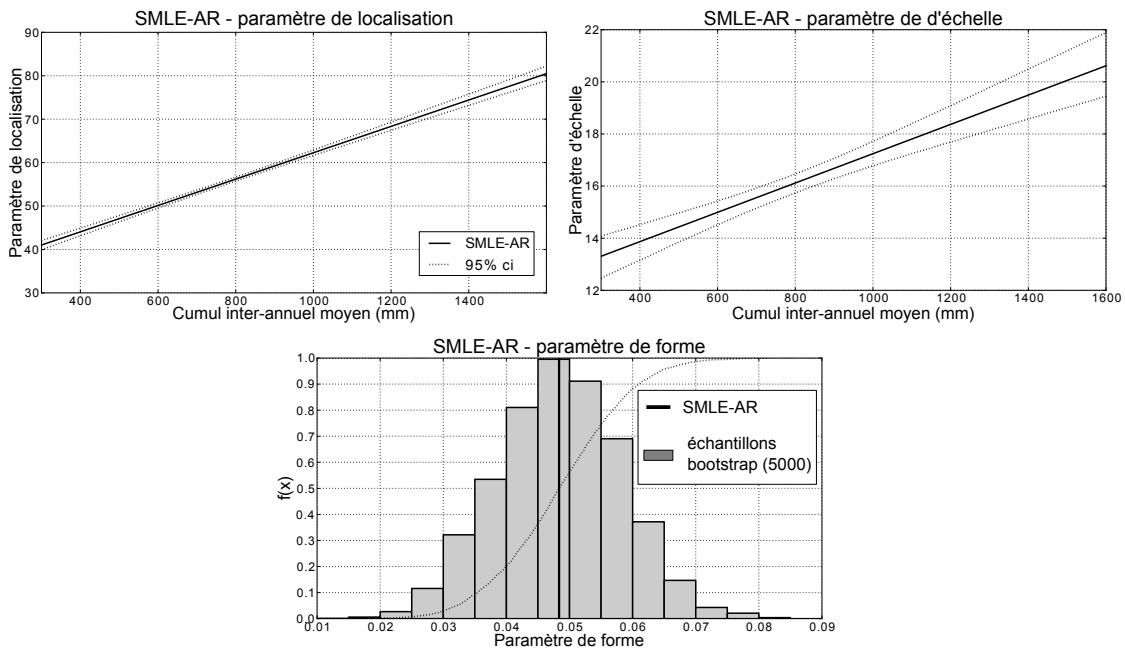 SMLE-AR - paramètre de localisation
90
80
70
60
50
40
30
Paramètre de localisation
SMLE-AR
95% ci
400 600 800 1000 1200 1400
Cumul inter-annuel moyen (mm)
SMLE-AR - paramètre de d'échelle
22
20
18
16
14
12
Paramètre d'échelle
400 600 800 1000 1200 1400 1600
Cumul inter-annuel moyen (mm)
SMLE-AR - paramètre de forme
1.0
0.9
0.8
0.7
0.6
0.5
0.4
0.3
0.2
0.1
0.0
f(x)
SMLE-AR
échantillons
bootstrap (5000)
0.01 0.02 0.03 0.04 0.05 0.06 0.07 0.08 0.09
Paramètre de forme